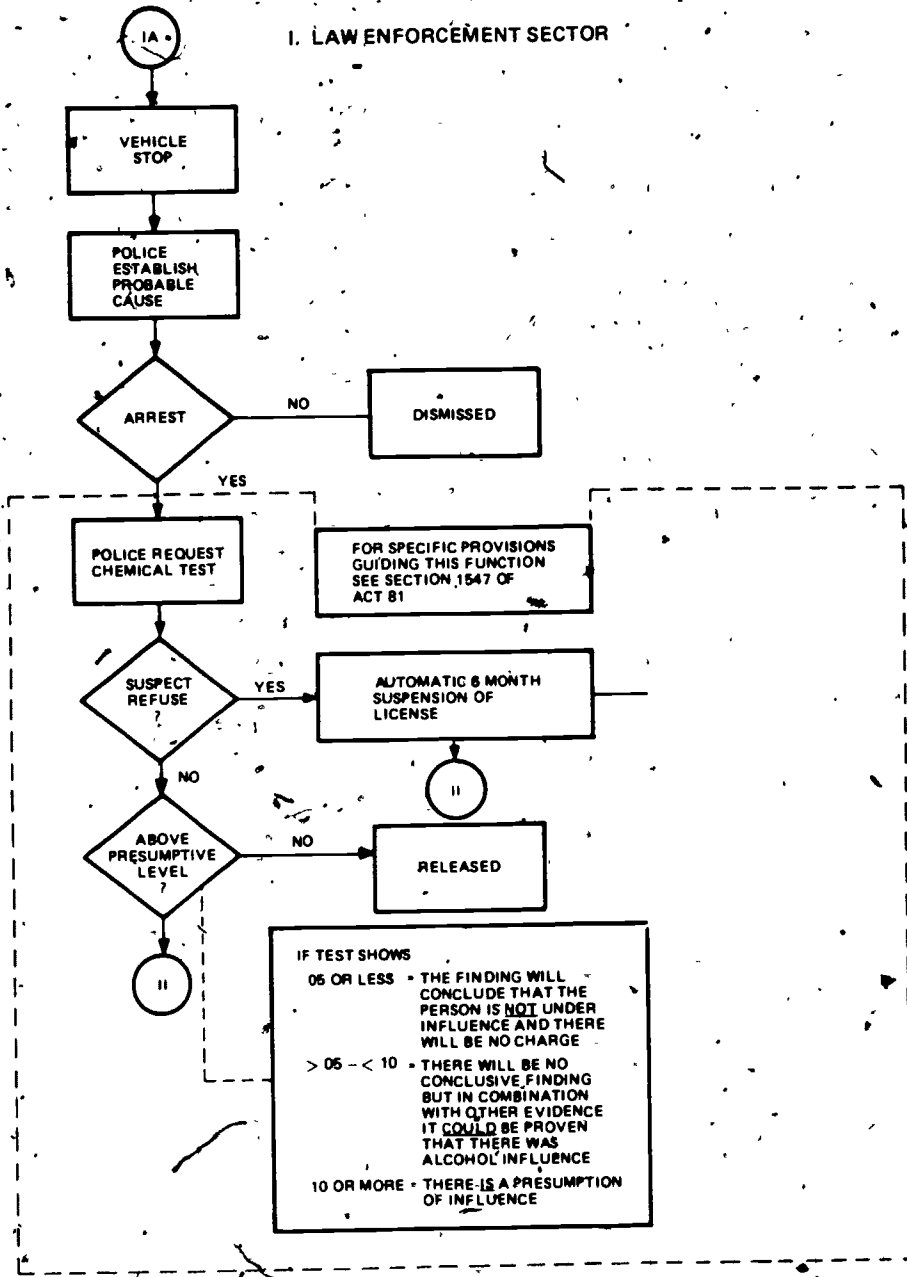 IA
I. LAW ENFORCEMENT SECTOR
VEHICLE
STOP
POLICE
ESTABLISH
PROBABLE
CAUSE
ARREST
NO
DISMISSED
YES
POLICE REQUEST
CHEMICAL TEST
FOR SPECIFIC PROVISIONS
GUIDING THIS FUNCTION
SEE SECTION 1547 OF
ACT 81
SUSPECT
REFUSE
?
YES
AUTOMATIC 6 MONTH
SUSPENSION OF
LICENSE
II
NO
ABOVE
PRESUMPTIVE
LEVEL
?
NO
RELEASED
II
IF TEST SHOWS
05 OR LESS = THE FINDING WILL
CONCLUDE THAT THE
PERSON IS NOT UNDER
INFLUENCE AND THERE
WILL BE NO CHARGE
> 05 - < 10 = THERE WILL BE NO
CONCLUSIVE FINDING
BUT IN COMBINATION
WITH OTHER EVIDENCE
IT COULD BE PROVEN
THAT THERE WAS
ALCOHOL INFLUENCE
10 OR MORE = THERE IS A PRESUMPTION
OF INFLUENCE